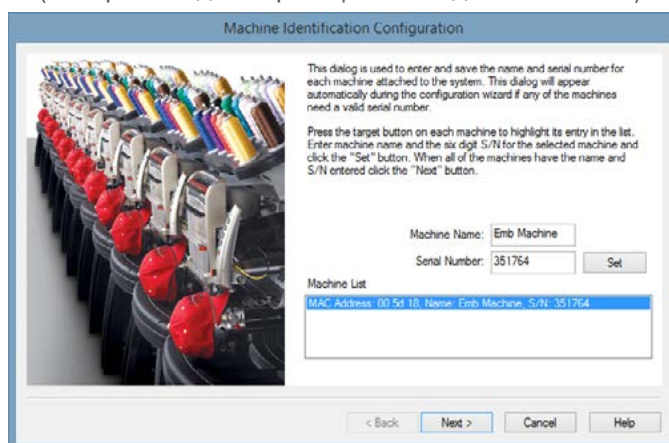 Machine Identification Configuration
This dialog is used to enter and save the name and serial number for
each machine attached to the system. This dialog will appear
automatically during the configuration wizard if any of the machines
need a valid serial number.
Press the target button on each machine to highlight its entry in the list.
Enter machine name and the six digit S/N for the selected machine and
click the "Set" button. When all of the machines have the name and
S/N entered click the "Next" button.
Machine Name: Emb Machine
Serial Number: 351764 Set
Machine List
MAC Address: 00 5d 18, Name: Emb Machine, S/N: 351764
< Back Next > Cancel Help